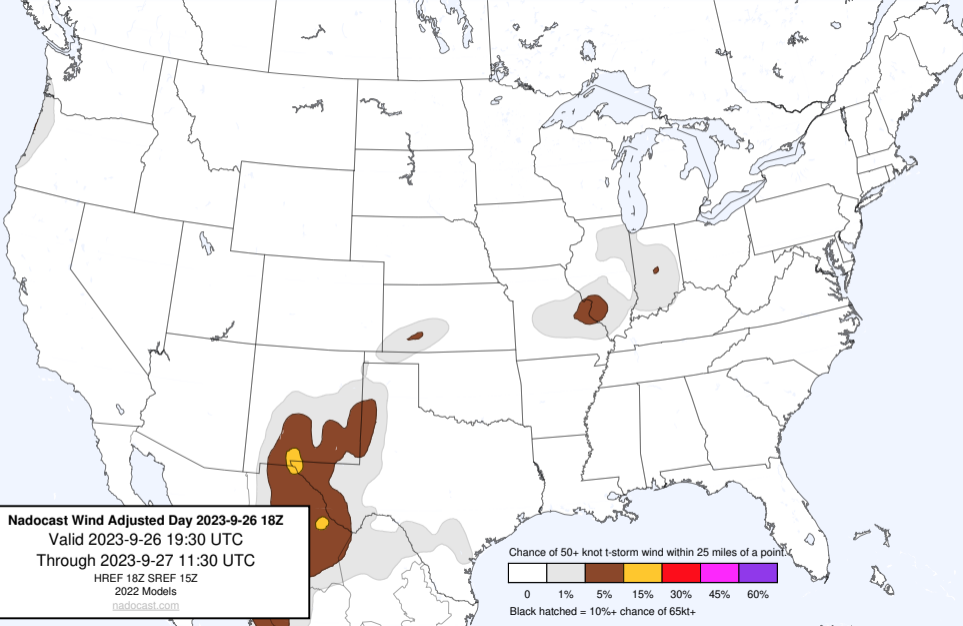 Nadocast Wind Adjusted Day 2023-9-26 18Z
Valid 2023-9-26 19:30 UTC
Through 2023-9-27 11:30 UTC
HREF 18Z SREF 15Z
2022 Models
nadocast.com
Chance of 50+ knot t-storm wind within 25 miles of a point.
0 1% 5% 15% 30% 45% 60%
Black hatched = 10%+ chance of 65kt+